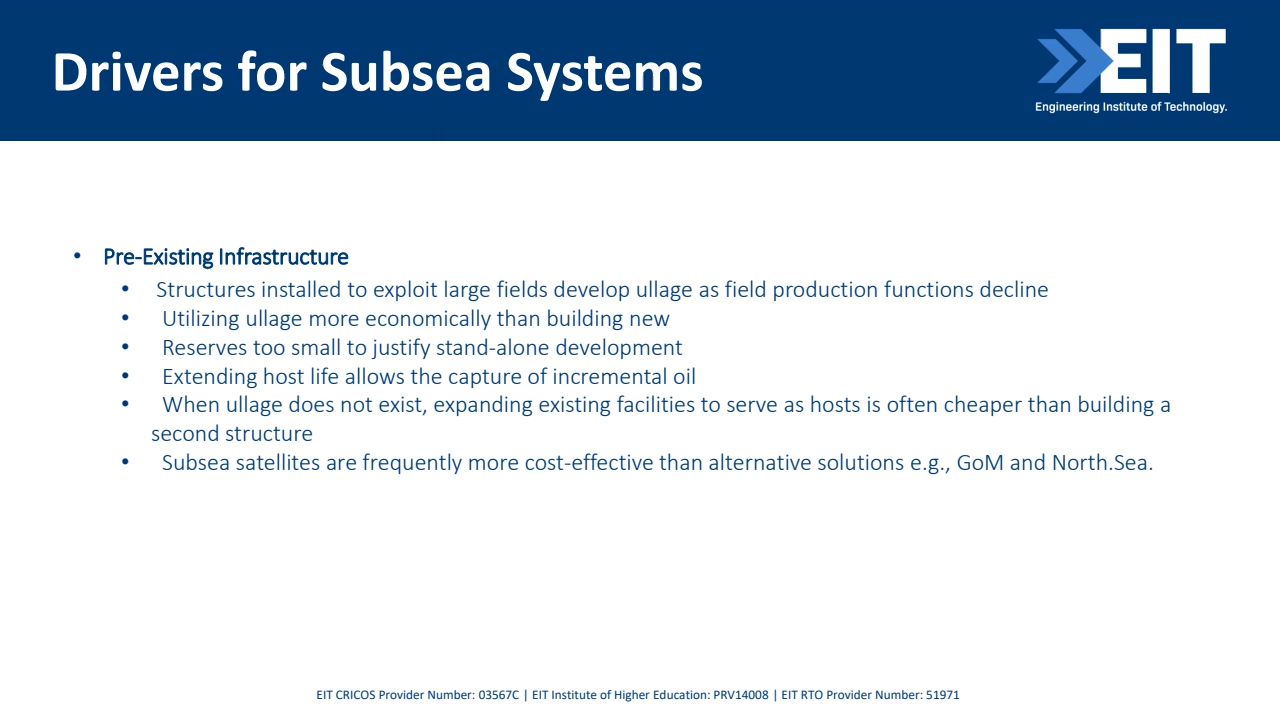 Drivers for Subsea Systems
EIT
Engineering Institute of Technology.
• Pre-Existing Infrastructure
• Structures installed to exploit large fields develop ullage as field production functions decline
• Utilizing ullage more economically than building new
• Reserves too small to justify stand-alone development
• Extending host life allows the capture of incremental oil
• When ullage does not exist, expanding existing facilities to serve as hosts is often cheaper than building a
second structure
• Subsea satellites are frequently more cost-effective than alternative solutions e.g., GoM and North.Sea.
EIT CRICOS Provider Number: 03567C | EIT Institute of Higher Education: PRV14008 | EIT RTO Provider Number: 51971